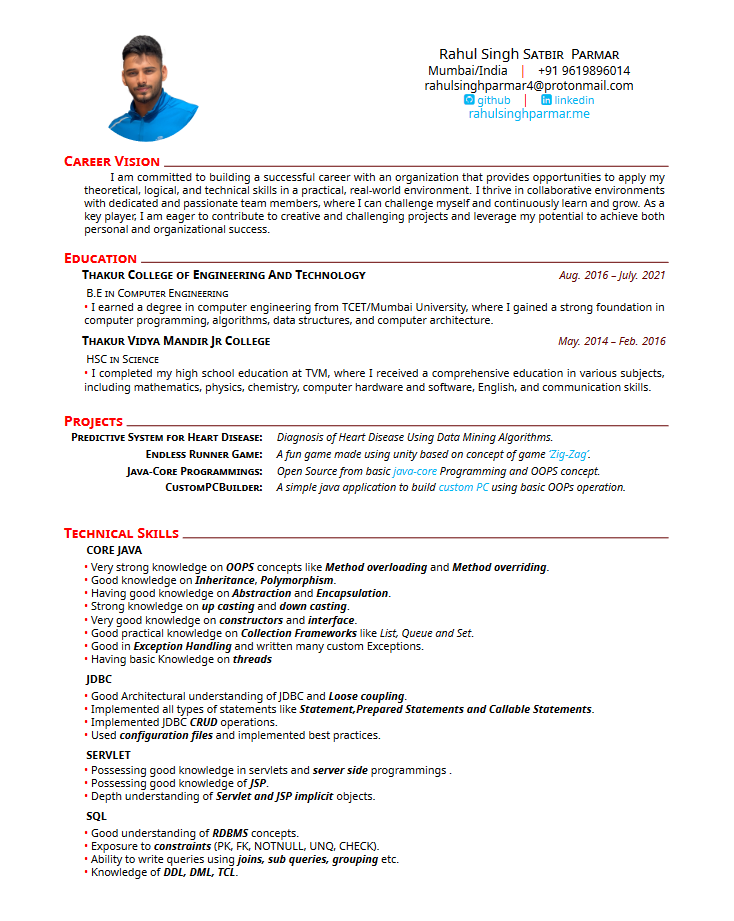 Rahul Singh Satbir Parmar
Mumbai/India | +91 9619896014
rahulsinghparmar4@protonmail.com
github | linkedin
rahulsinghparmar.me
Career Vision
I am committed to building a successful career with an organization that provides opportunities to apply my
theoretical, logical, and technical skills in a practical, real-world environment. I thrive in collaborative environments
with dedicated and passionate team members, where I can challenge myself and continuously learn and grow. As a
key player, I am eager to contribute to creative and challenging projects and leverage my potential to achieve both
personal and organizational success.
Education
Thakur College of Engineering And Technology Aug. 2016 – July. 2021
B.E in Computer Engineering
• I earned a degree in computer engineering from TCET/Mumbai University, where I gained a strong foundation in
computer programming, algorithms, data structures, and computer architecture.
Thakur Vidya Mandir Jr College May. 2014 – Feb. 2016
HSC in Science
• I completed my high school education at TVM, where I received a comprehensive education in various subjects,
including mathematics, physics, chemistry, computer hardware and software, English, and communication skills.
Projects
Predictive System for Heart Disease: Diagnosis of Heart Disease Using Data Mining Algorithms.
Endless Runner Game: A fun game made using unity based on concept of game ‘Zig-Zag’.
Java-Core Programmings: Open Source from basic java-core Programming and OOPS concept.
CustomPCBuilder: A simple java application to build custom PC using basic OOPs operation.
Technical Skills
CORE JAVA
• Very strong knowledge on OOPS concepts like Method overloading and Method overriding.
• Good knowledge on Inheritance, Polymorphism.
• Having good knowledge on Abstraction and Encapsulation.
• Strong knowledge on up casting and down casting.
• Very good knowledge on constructors and interface.
• Good practical knowledge on Collection Frameworks like List, Queue and Set.
• Good in Exception Handling and written many custom Exceptions.
• Having basic Knowledge on threads
JDBC
• Good Architectural understanding of JDBC and Loose coupling.
• Implemented all types of statements like Statement,Prepared Statements and Callable Statements.
• Implemented JDBC CRUD operations.
• Used configuration files and implemented best practices.
SERVLET
• Possessing good knowledge in servlets and server side programmings .
• Possessing good knowledge of JSP.
• Depth understanding of Servlet and JSP implicit objects.
SQL
• Good understanding of RDBMS concepts.
• Exposure to constraints (PK, FK, NOTNULL, UNQ, CHECK).
• Ability to write queries using joins, sub queries, grouping etc.
• Knowledge of DDL, DML, TCL.